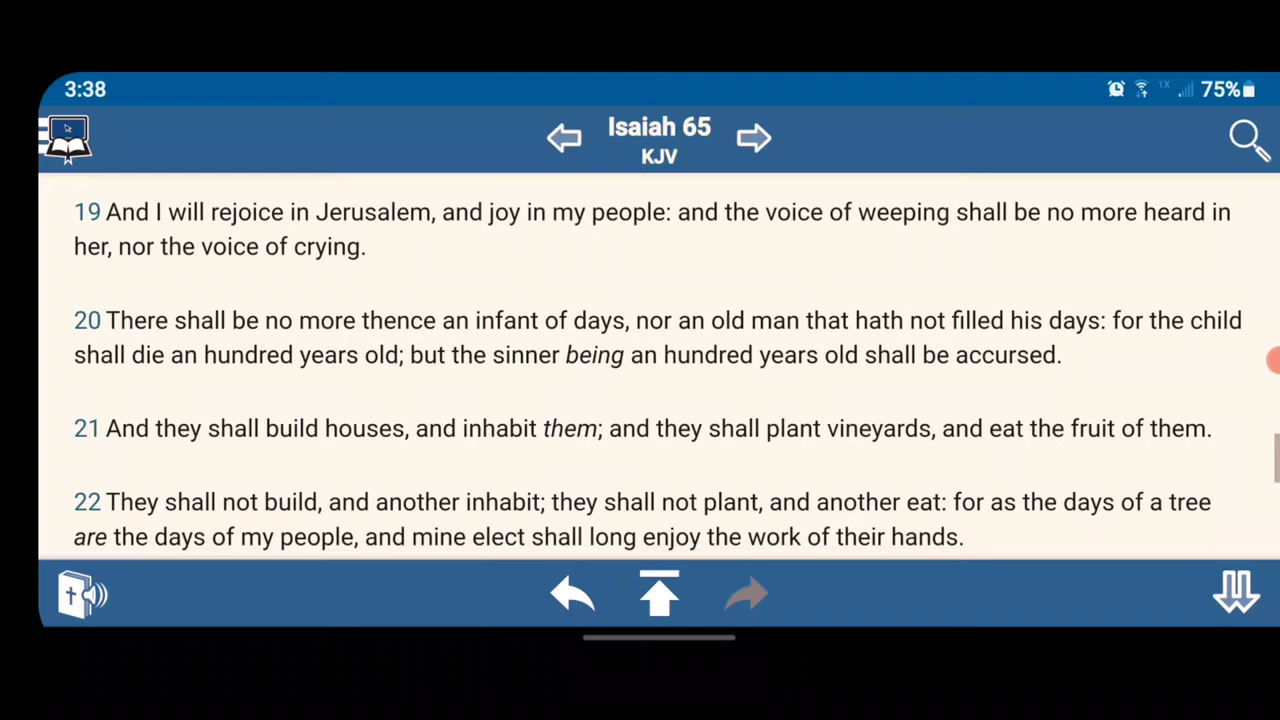 3:38
1X
75%
Isaiah 65
KJV
19 And I will rejoice in Jerusalem, and joy in my people: and the voice of weeping shall be no more heard in
her, nor the voice of crying.
20 There shall be no more thence an infant of days, nor an old man that hath not filled his days: for the child
shall die an hundred years old; but the sinner being an hundred years old shall be accursed.
21 And they shall build houses, and inhabit them; and they shall plant vineyards, and eat the fruit of them.
22 They shall not build, and another inhabit; they shall not plant, and another eat: for as the days of a tree
are the days of my people, and mine elect shall long enjoy the work of their hands.